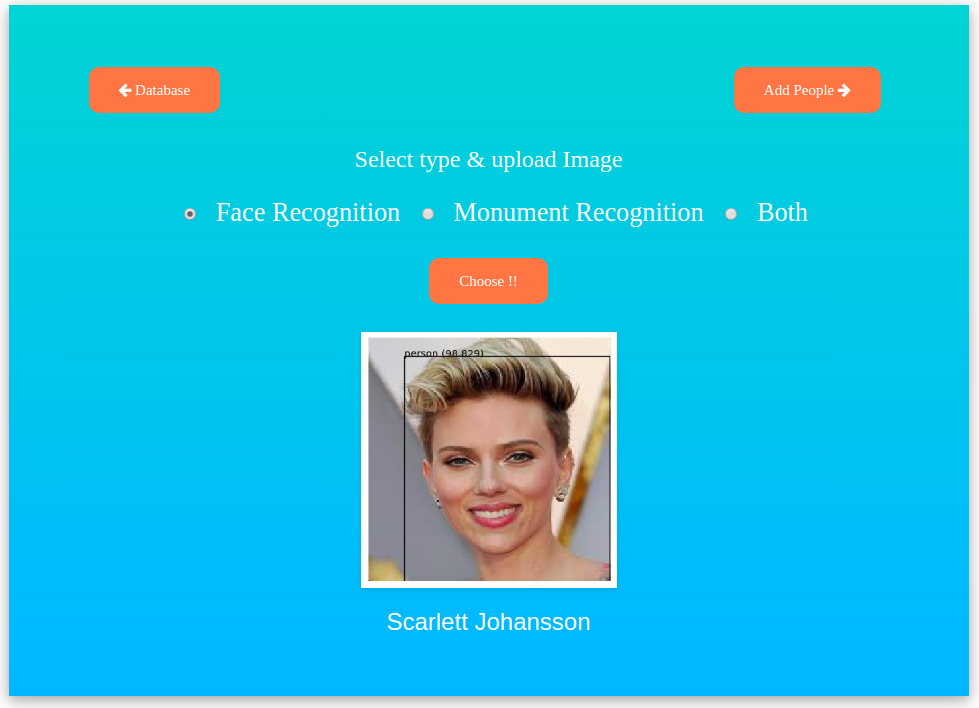 Database
Add People
Select type & upload Image
Face Recognition Monument Recognition Both
Choose !!
person (98.829)
Scarlett Johansson